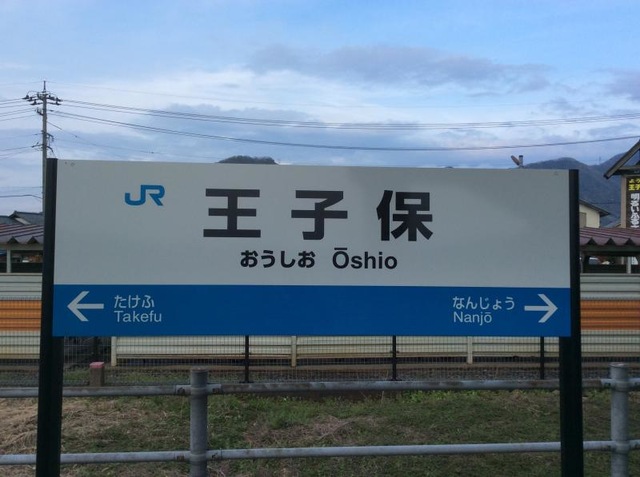 JR 王子保
おうしお Ōshio
← たけふ なんじょう →
Takefu Nanjō